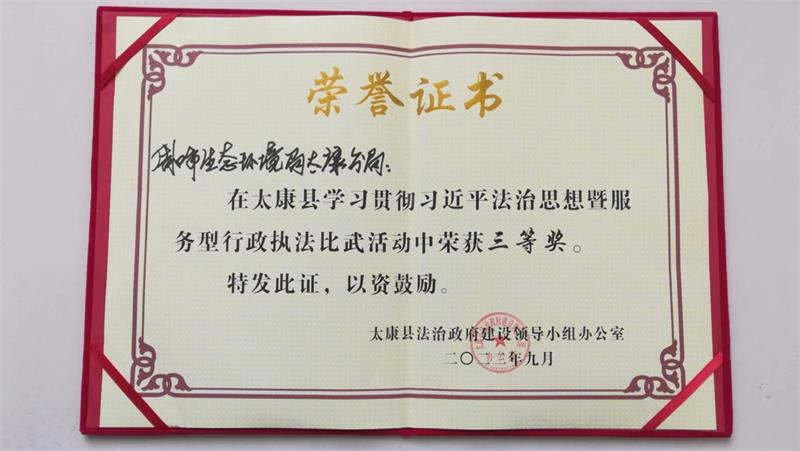 荣誉证书
周口市生态环境局太康分局：
在太康县学习贯彻习近平法治思想暨服
务型行政执法比武活动中荣获三等奖。
特发此证，以资鼓励。
太康县法治政府建设领导小组办公室
二〇二三年九月
办公室